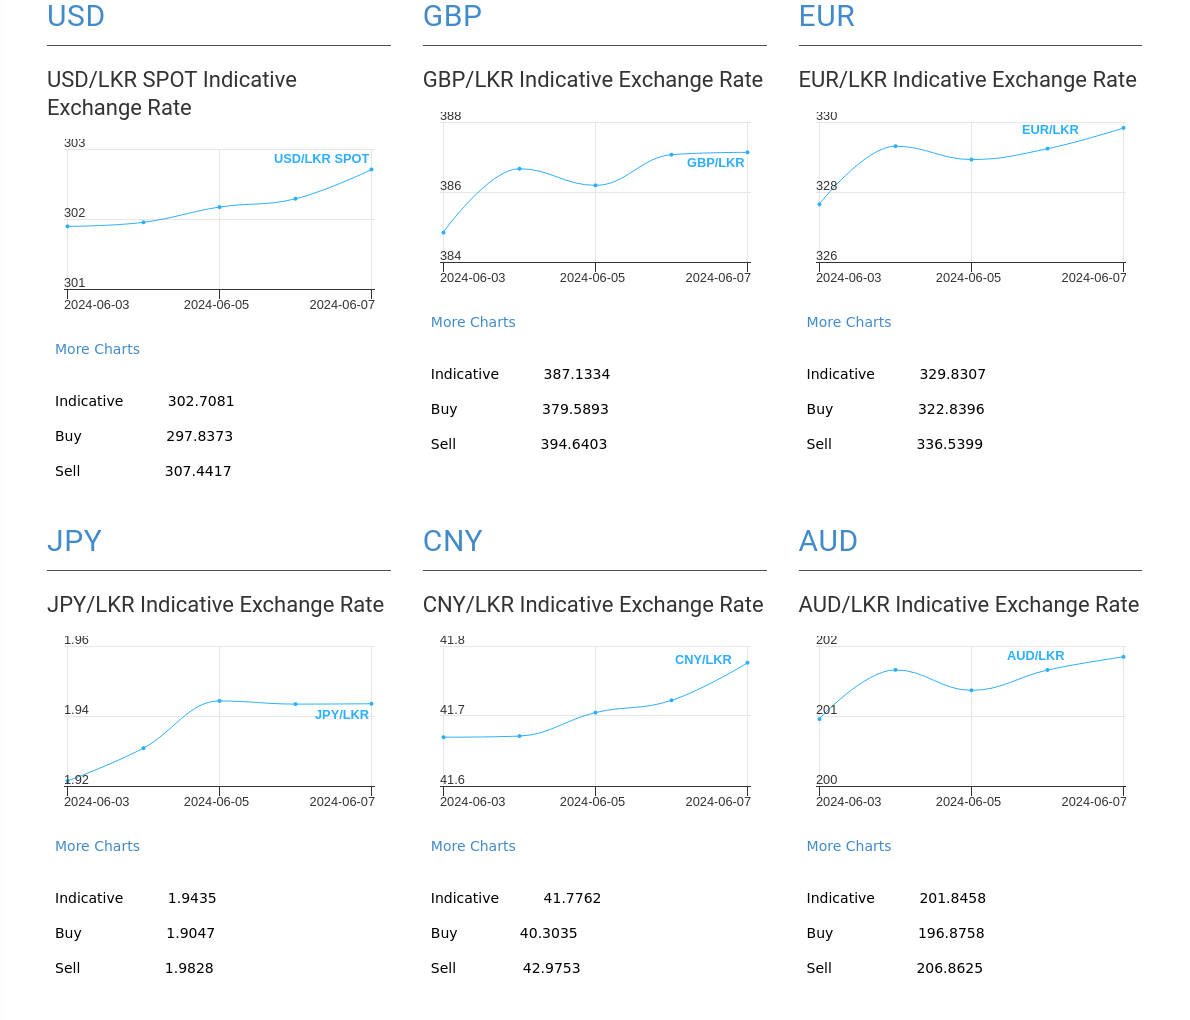 USD
USD/LKR SPOT Indicative
Exchange Rate
303
USD/LKR SPOT
302
301
2024-06-03 2024-06-05 2024-06-07
More Charts
Indicative 302.7081
Buy 297.8373
Sell 307.4417
GBP
GBP/LKR Indicative Exchange Rate
388
GBP/LKR
386
384
2024-06-03 2024-06-05 2024-06-07
More Charts
Indicative 387.1334
Buy 379.5893
Sell 394.6403
EUR
EUR/LKR Indicative Exchange Rate
330
EUR/LKR
328
326
2024-06-03 2024-06-05 2024-06-07
More Charts
Indicative 329.8307
Buy 322.8396
Sell 336.5399
JPY
JPY/LKR Indicative Exchange Rate
1.96
1.94
JPY/LKR
1.92
2024-06-03 2024-06-05 2024-06-07
More Charts
Indicative 1.9435
Buy 1.9047
Sell 1.9828
CNY
CNY/LKR Indicative Exchange Rate
41.8
CNY/LKR
41.7
41.6
2024-06-03 2024-06-05 2024-06-07
More Charts
Indicative 41.7762
Buy 40.3035
Sell 42.9753
AUD
AUD/LKR Indicative Exchange Rate
202
AUD/LKR
201
200
2024-06-03 2024-06-05 2024-06-07
More Charts
Indicative 201.8458
Buy 196.8758
Sell 206.8625